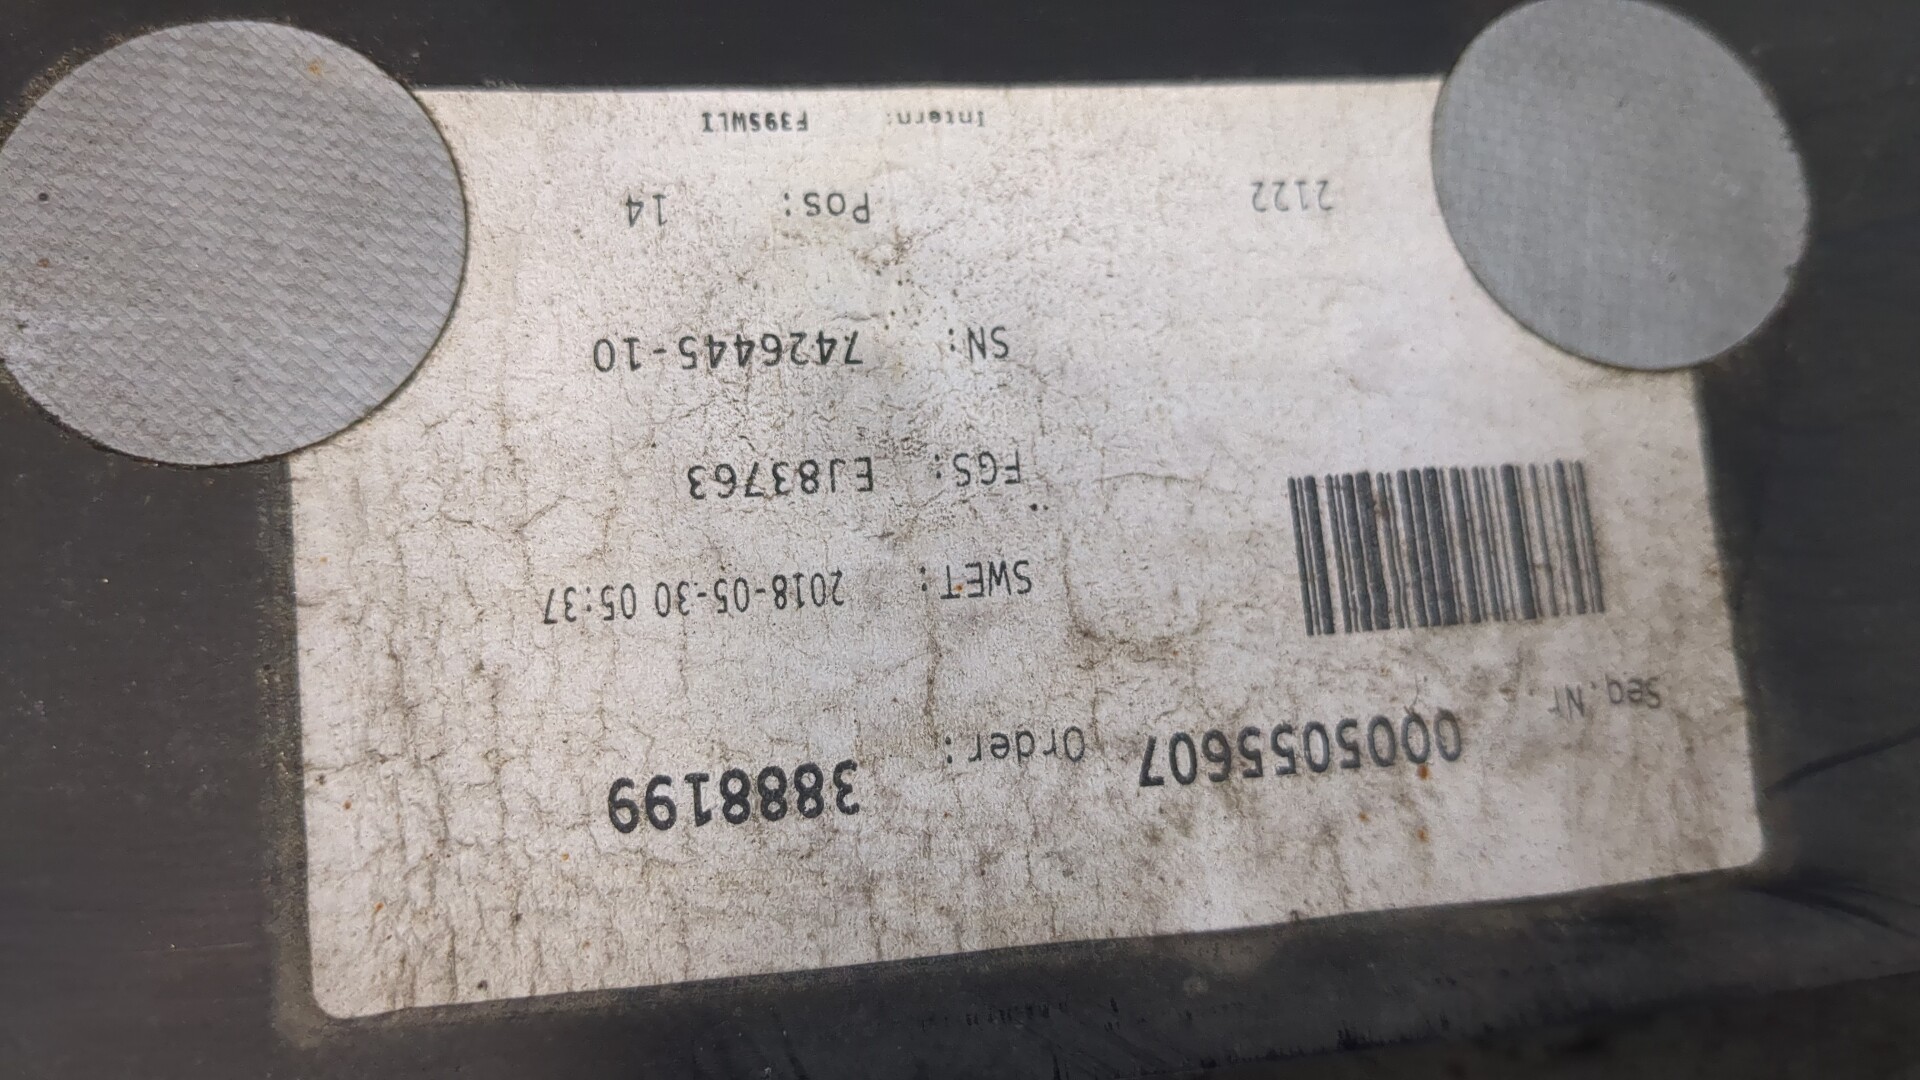 Seq.Nr 0005055607 Order: 3888199
SWET: 2018-05-30 05:37
FGS: EJ83763
SN: 7426445-10
2122 Pos: 14
Intern: F39SWLI